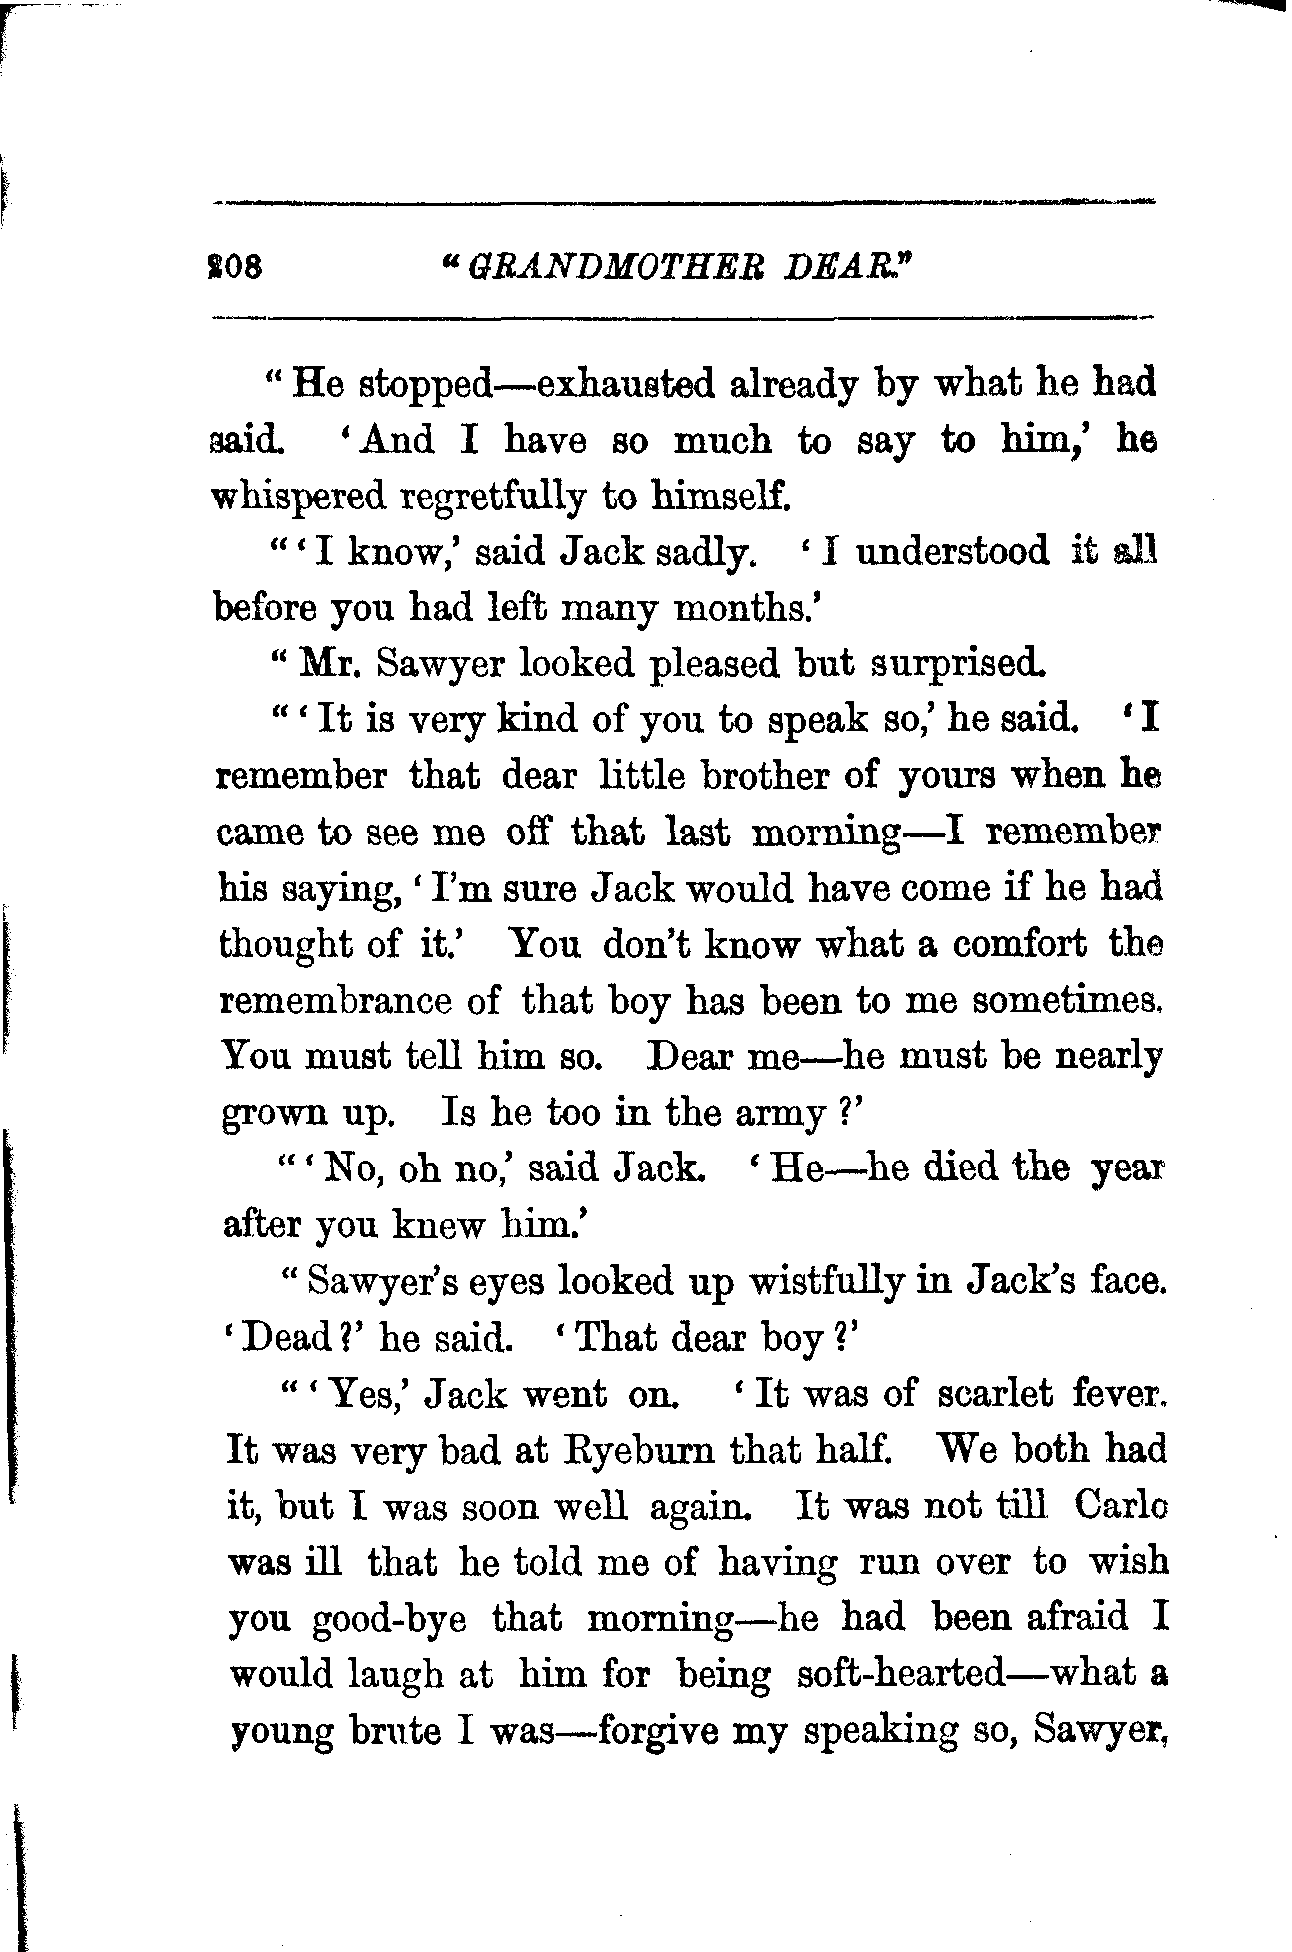 208 "GRANDMOTHER DEAR."
"He stopped—exhausted already by what he had
said. 'And I have so much to say to him,' he
whispered regretfully to himself.
"'I know,' said Jack sadly. 'I understood it all
before you had left many months.'
"Mr. Sawyer looked pleased but surprised.
"'It is very kind of you to speak so,' he said. 'I
remember that dear little brother of yours when he
came to see me off that last morning—I remember
his saying, 'I'm sure Jack would have come if he had
thought of it.' You don't know what a comfort the
remembrance of that boy has been to me sometimes.
You must tell him so. Dear me—he must be nearly
grown up. Is he too in the army?'
"'No, oh no,' said Jack. 'He—he died the year
after you knew him.'
"Sawyer's eyes looked up wistfully in Jack's face.
'Dead?' he said. 'That dear boy?'
"'Yes,' Jack went on. 'It was of scarlet fever.
It was very bad at Ryeburn that half. We both had
it, but I was soon well again. It was not till Carlo
was ill that he told me of having run over to wish
you good-bye that morning—he had been afraid I
would laugh at him for being soft-hearted—what a
young brute I was—forgive my speaking so, Sawyer,